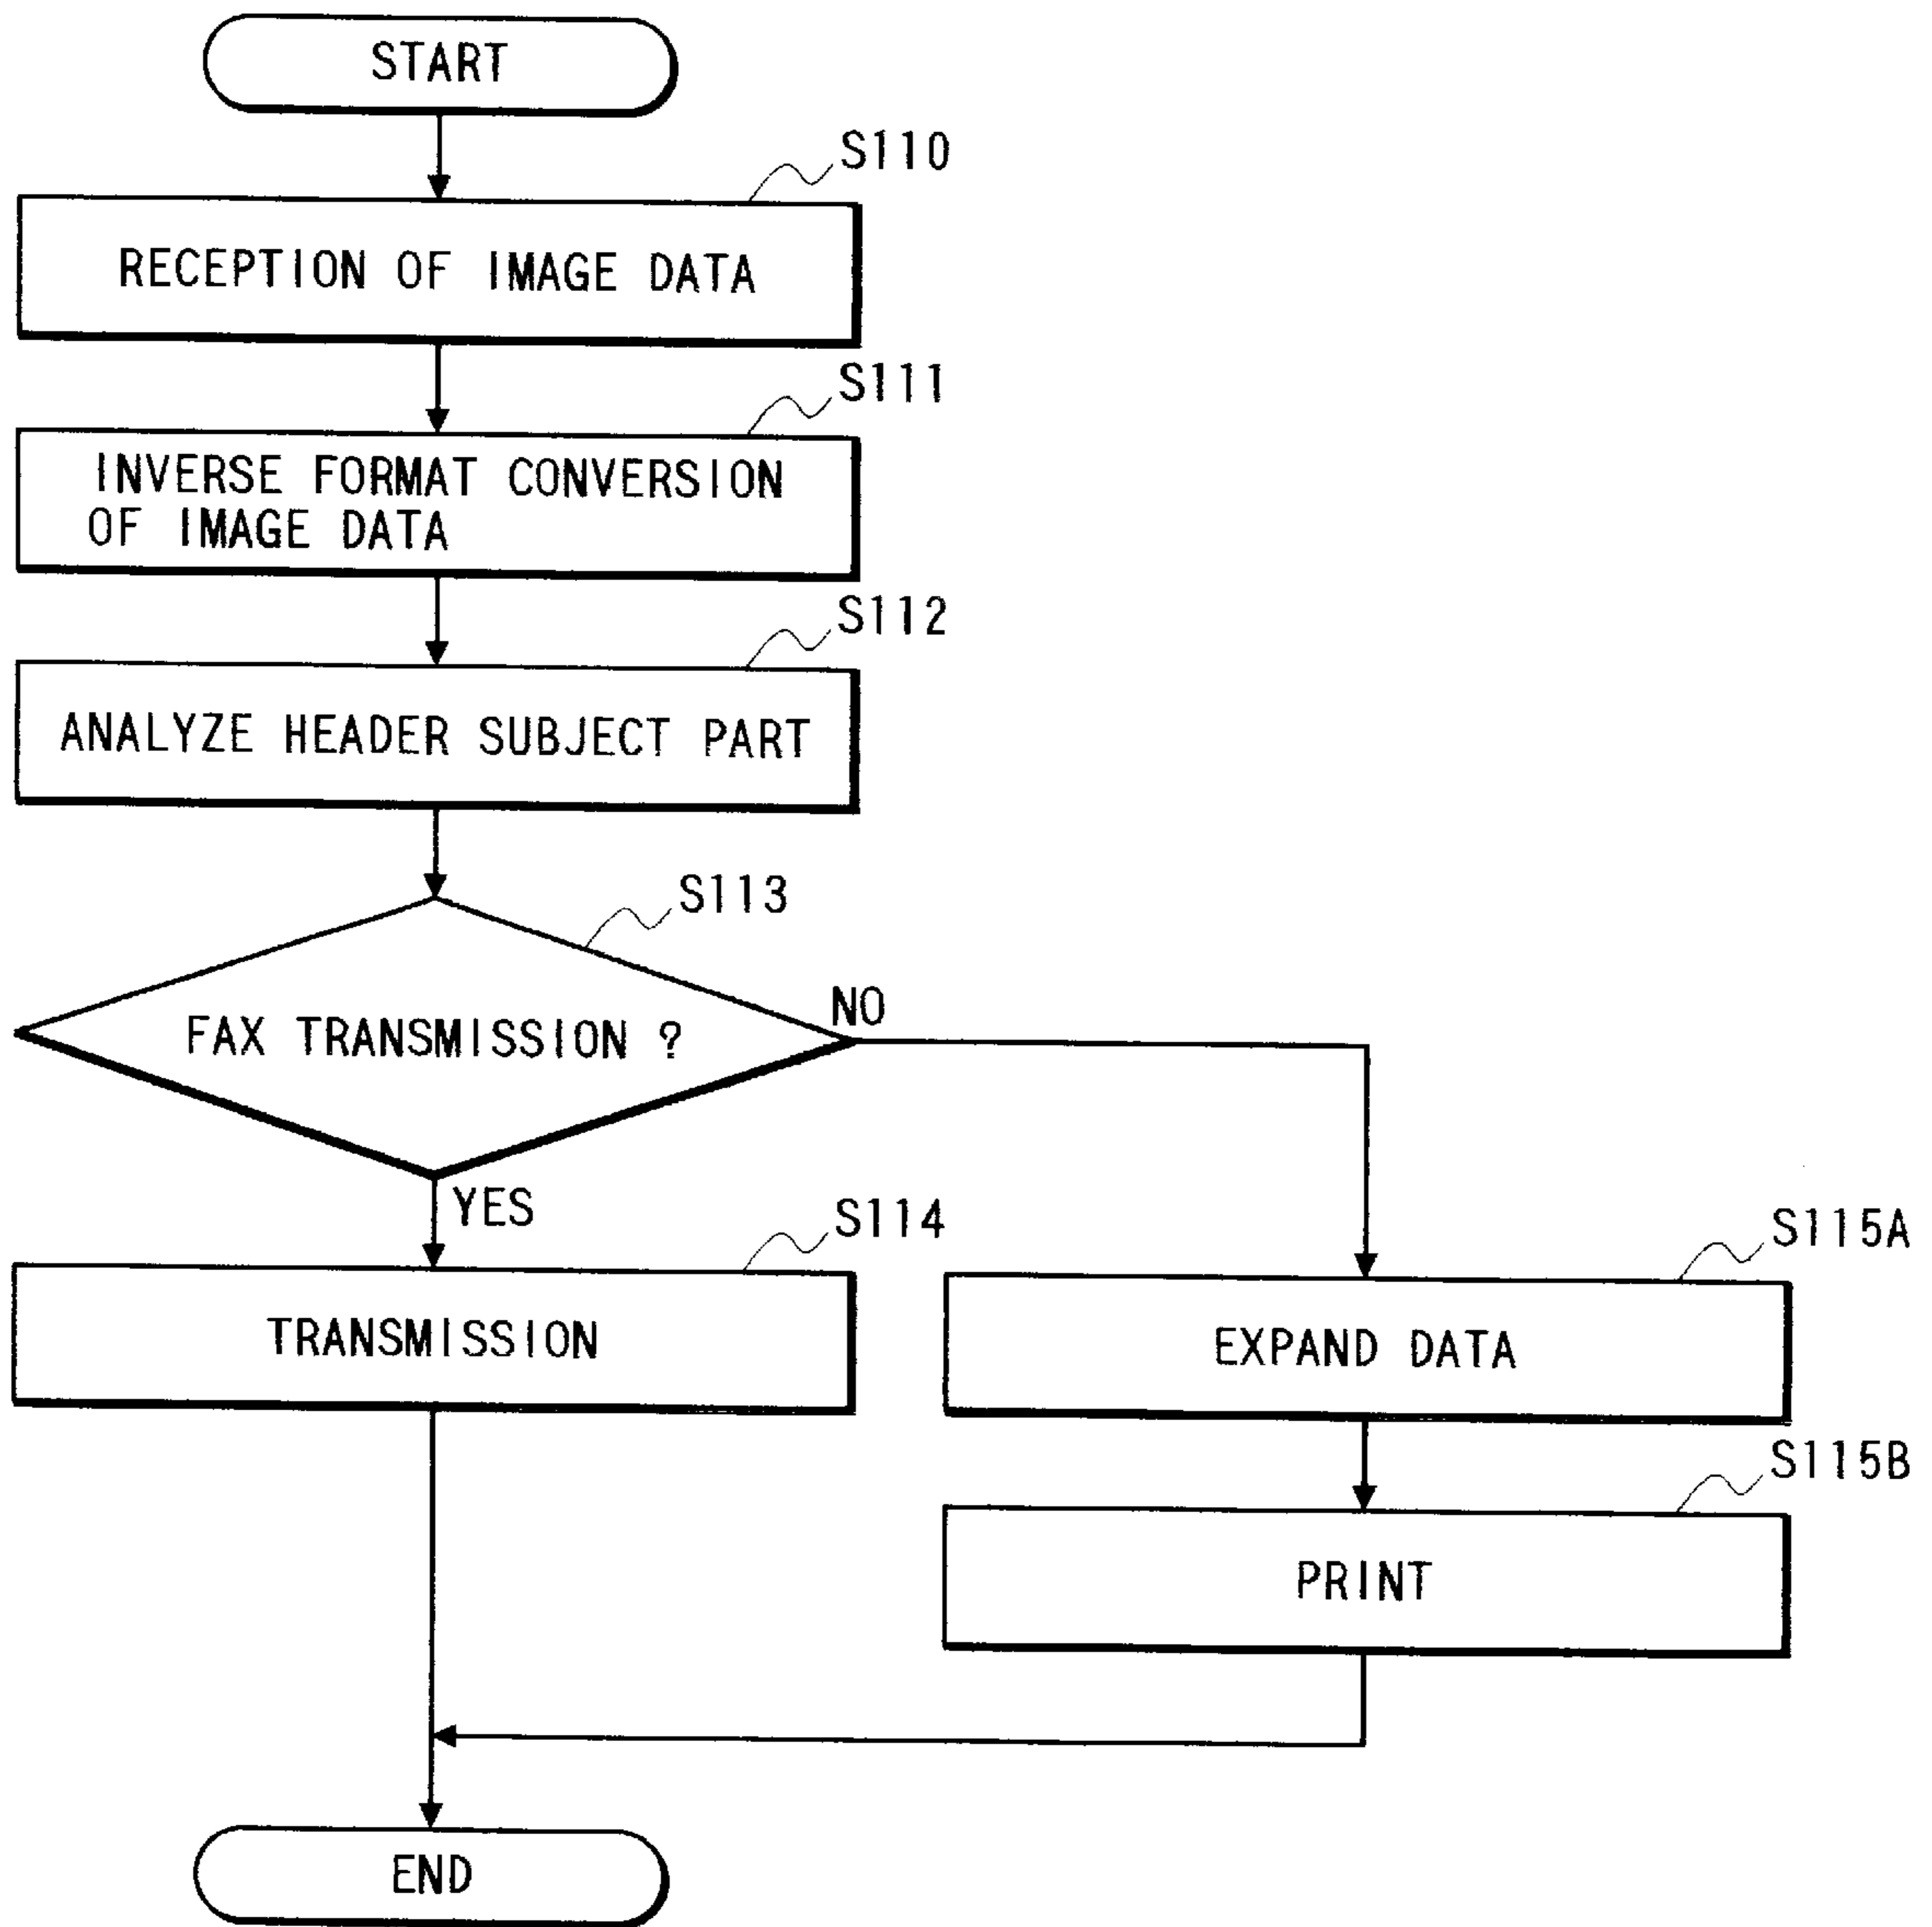 START
S110
RECEPTION OF IMAGE DATA
S111
INVERSE FORMAT CONVERSION
OF IMAGE DATA
S112
ANALYZE HEADER SUBJECT PART
S113
FAX TRANSMISSION ?
NO
YES
S114
TRANSMISSION
S115A
EXPAND DATA
S115B
PRINT
END